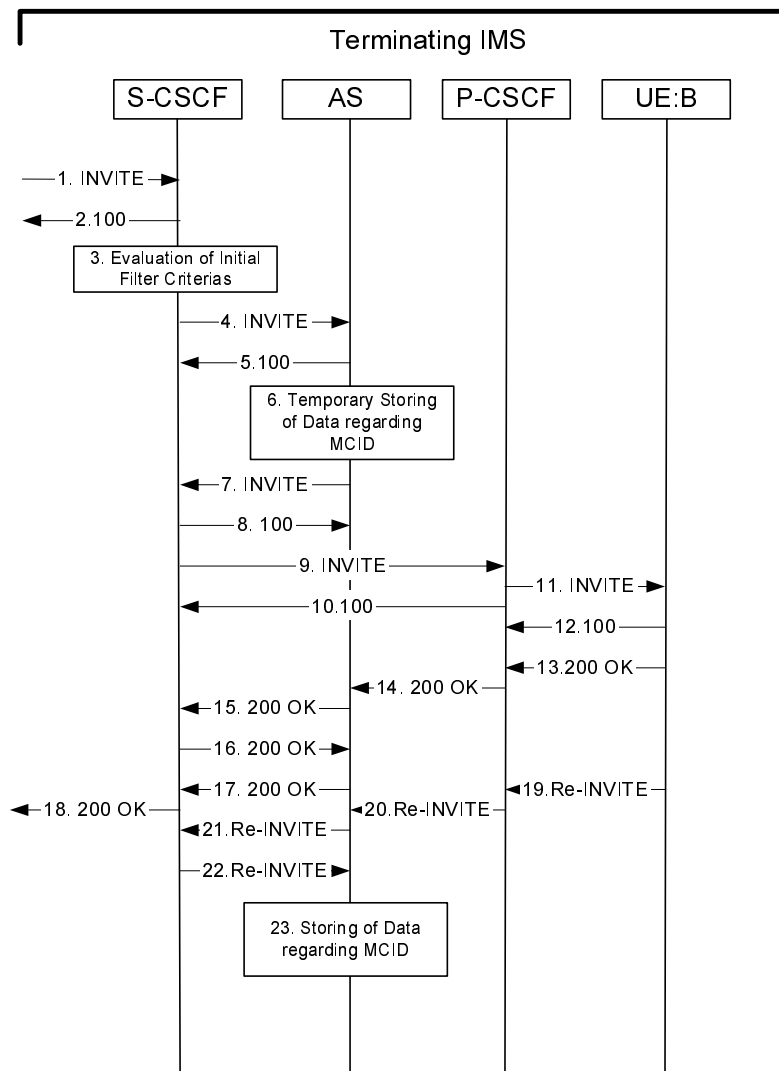 Terminating IMS
S-CSCF
AS
P-CSCF
UE:B
1. INVITE
2.100
3. Evaluation of Initial
Filter Criterias
4. INVITE
5.100
6. Temporary Storing
of Data regarding
MCID
7. INVITE
8. 100
9. INVITE
11. INVITE
10.100
12.100
13.200 OK
14. 200 OK
15. 200 OK
16. 200 OK
17. 200 OK
19.Re-INVITE
18. 200 OK
20.Re-INVITE
21.Re-INVITE
22.Re-INVITE
23. Storing of Data
regarding MCID